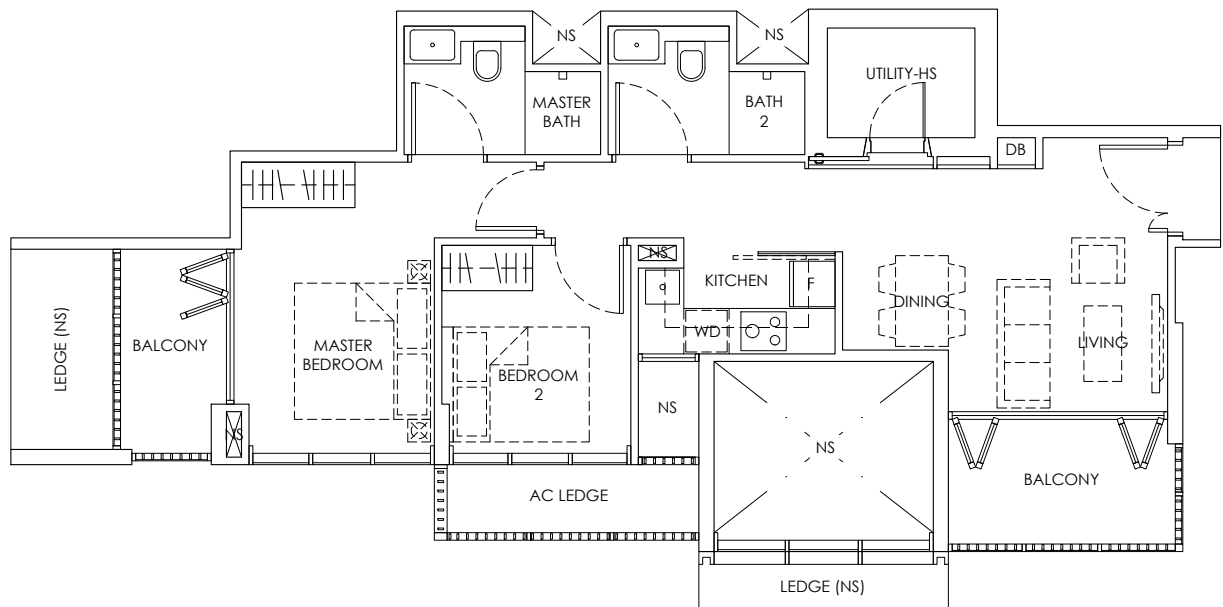 NS
NS
UTILITY-HS
MASTER
BATH
BATH
2
DB
NS
KITCHEN
F
DINING
LEDGE (NS)
BALCONY
MASTER
BEDROOM
WD
LIVING
BEDROOM
2
NS
NS
NS
BALCONY
AC LEDGE
LEDGE (NS)